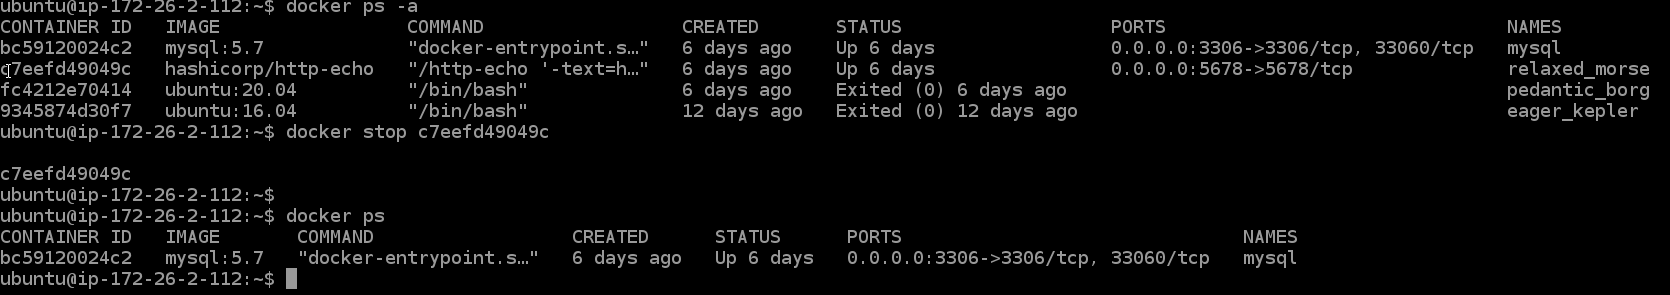 ubuntu@ip-172-26-2-112:~$ docker ps -a
CONTAINER ID   IMAGE                 COMMAND                  CREATED       STATUS                   PORTS                               NAMES
bc59120024c2   mysql:5.7             "docker-entrypoint.s…"   6 days ago    Up 6 days                0.0.0.0:3306->3306/tcp, 33060/tcp   mysql
c7eefd49049c   hashicorp/http-echo   "/http-echo '-text=h…"   6 days ago    Up 6 days                0.0.0.0:5678->5678/tcp              relaxed_morse
fc4212e70414   ubuntu:20.04          "/bin/bash"              6 days ago    Exited (0) 6 days ago                                        pedantic_borg
9345874d30f7   ubuntu:16.04          "/bin/bash"              12 days ago   Exited (0) 12 days ago                                       eager_kepler
ubuntu@ip-172-26-2-112:~$ docker stop c7eefd49049c
c7eefd49049c
ubuntu@ip-172-26-2-112:~$
ubuntu@ip-172-26-2-112:~$ docker ps
CONTAINER ID   IMAGE       COMMAND                  CREATED      STATUS      PORTS                               NAMES
bc59120024c2   mysql:5.7   "docker-entrypoint.s…"   6 days ago   Up 6 days   0.0.0.0:3306->3306/tcp, 33060/tcp   mysql
ubuntu@ip-172-26-2-112:~$